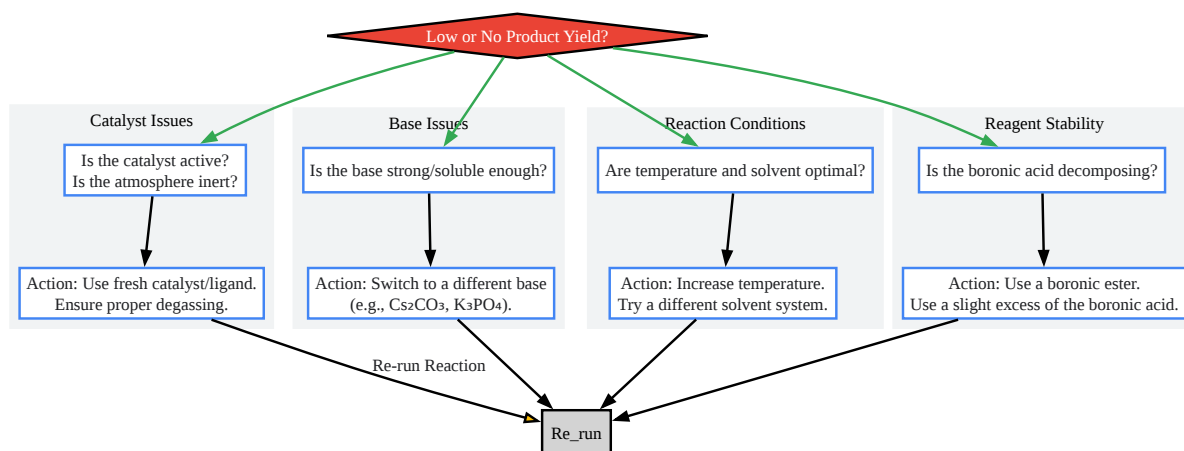 Low or No Product Yield?
Catalyst Issues
Is the catalyst active?
Is the atmosphere inert?
Action: Use fresh catalyst/ligand.
Ensure proper degassing.
Base Issues
Is the base strong/soluble enough?
Action: Switch to a different base
(e.g., Cs₂CO₃, K₃PO₄).
Reaction Conditions
Are temperature and solvent optimal?
Action: Increase temperature.
Try a different solvent system.
Reagent Stability
Is the boronic acid decomposing?
Action: Use a boronic ester.
Use a slight excess of the boronic acid.
Re-run Reaction
Re_run